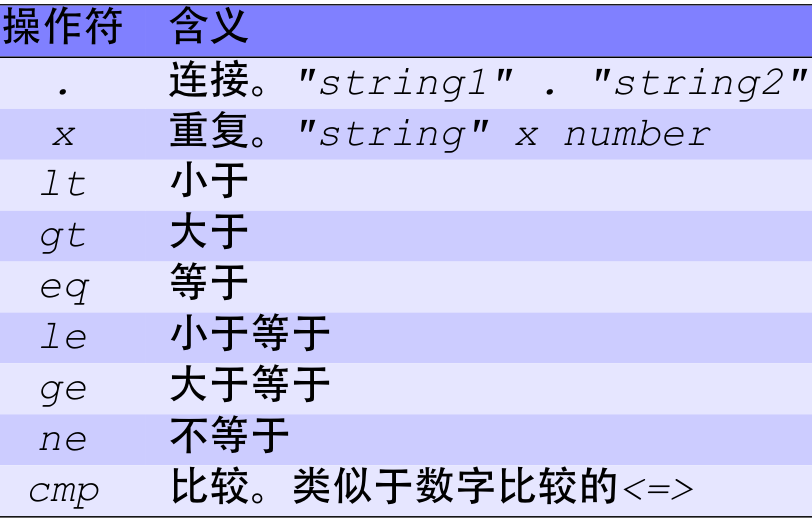 操作符 含义
. 连接。"string1" . "string2"
x 重复。"string" x number
lt 小于
gt 大于
eq 等于
le 小于等于
ge 大于等于
ne 不等于
cmp 比较。类似于数字比较的<=>